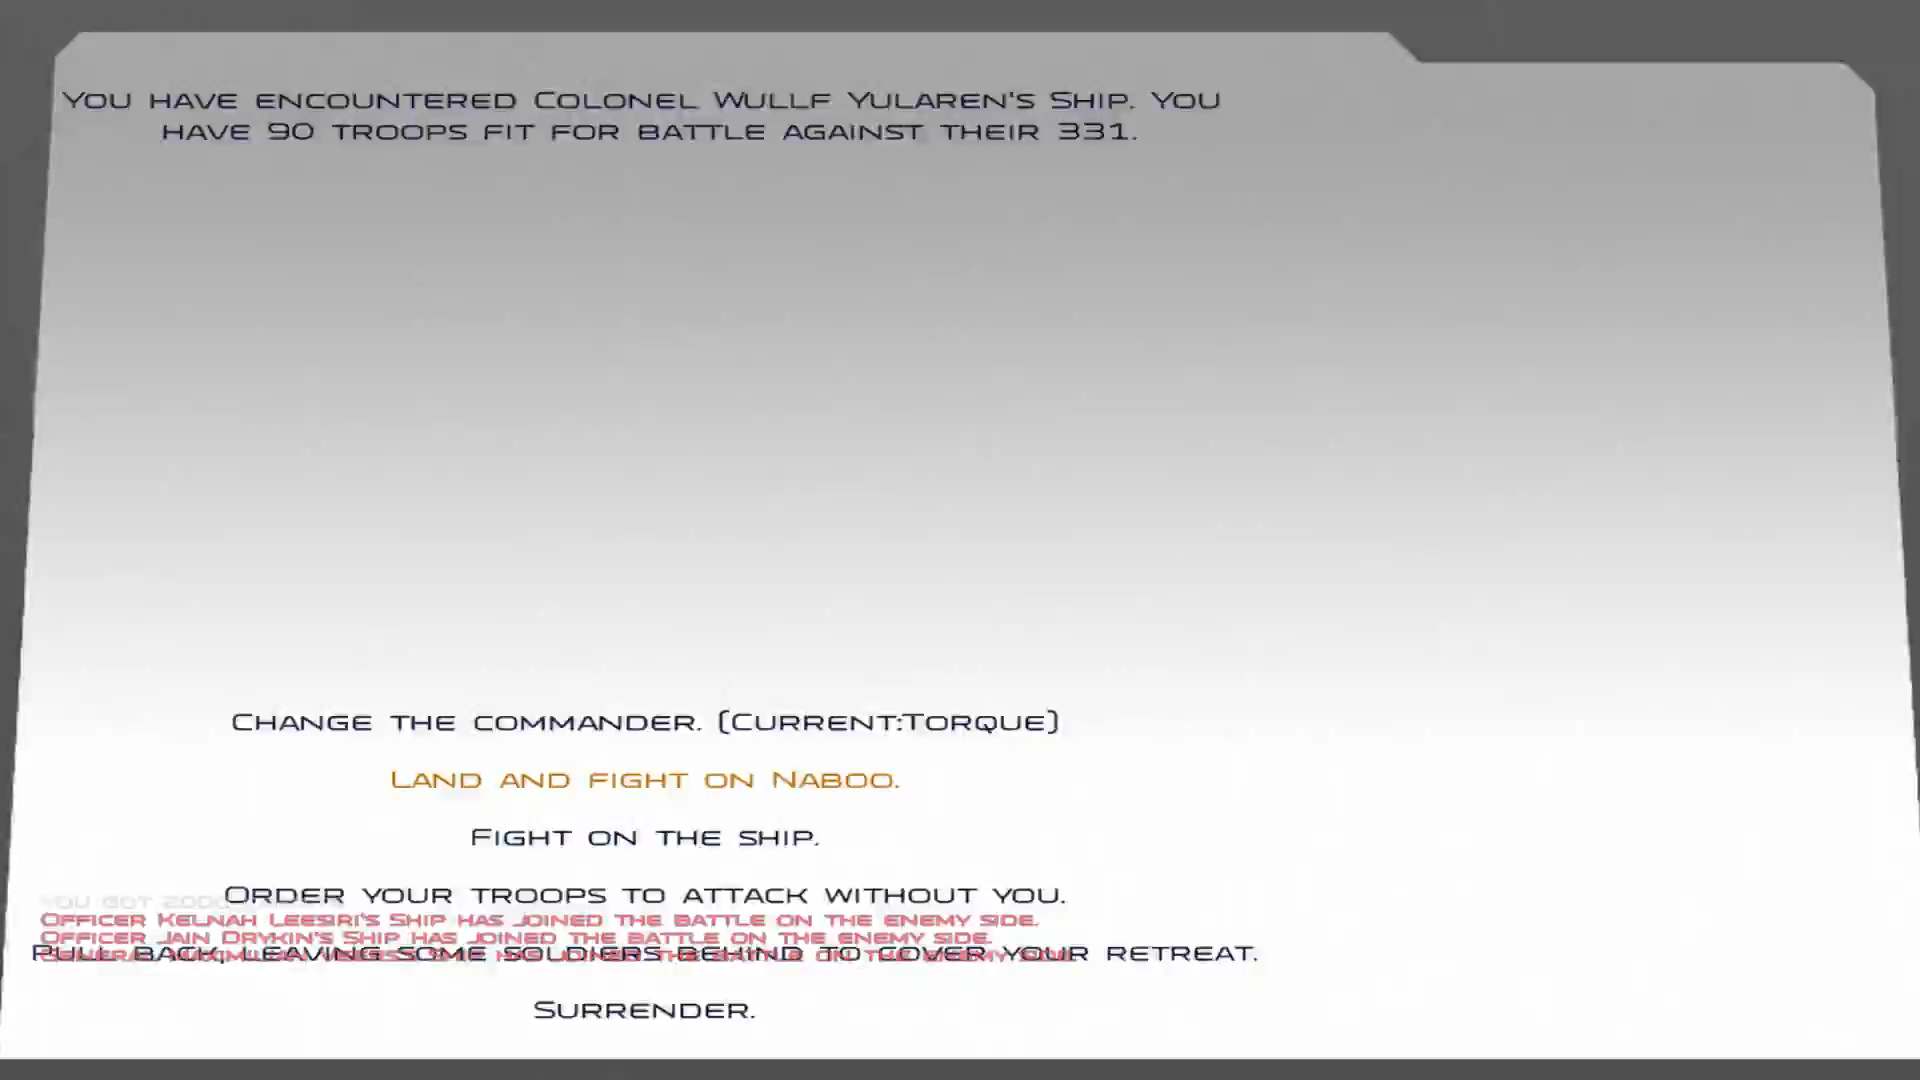 You have encountered Colonel Wullf Yularen's Ship. You
have 90 troops fit for battle against their 331.
Change the commander. (Current:Torque)
Land and fight on Naboo.
Fight on the ship.
Order your troops to attack without you.
You got
Officer Kelnah Leesiri's Ship has joined the battle on the enemy side.
Officer Jain Drykin's Ship has joined the battle on the enemy side.
Pull back, leaving some soldiers behind to cover your retreat.
Surrender.